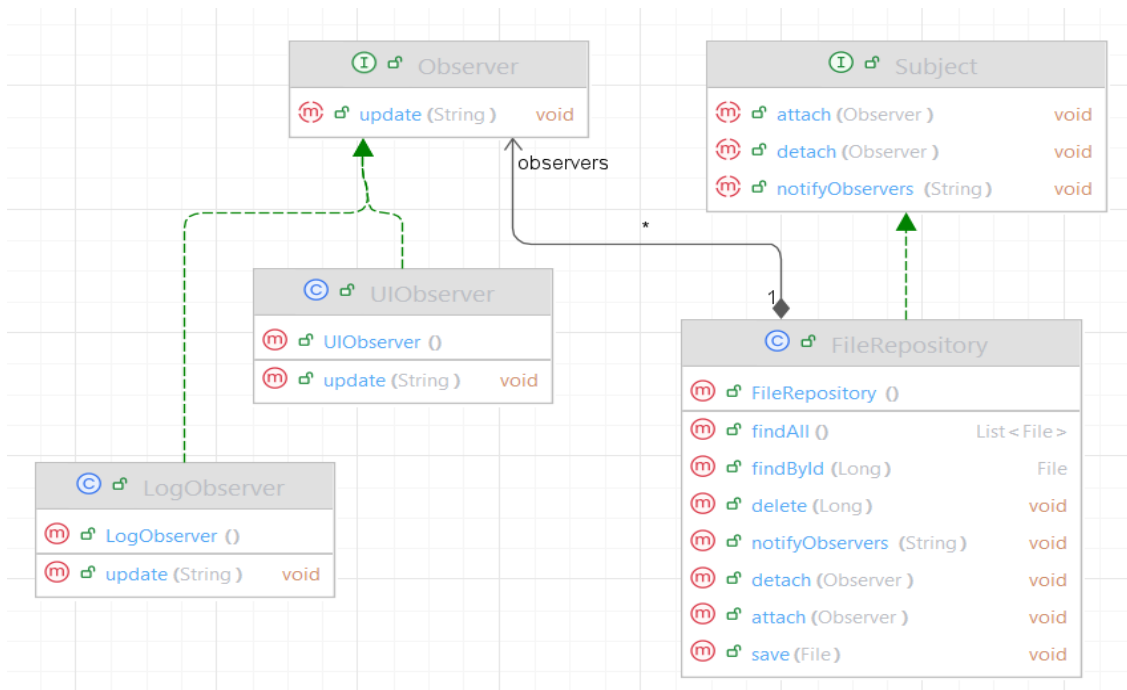 I Observer
m update (String) void
I Subject
m attach (Observer) void
m detach (Observer) void
m notifyObservers (String) void
observers
*
1
C UIObserver
m UIObserver ()
m update (String) void
C FileRepository
m FileRepository ()
m findAll () List<File>
m findById (Long) File
m delete (Long) void
m notifyObservers (String) void
m detach (Observer) void
m attach (Observer) void
m save (File) void
C LogObserver
m LogObserver ()
m update (String) void